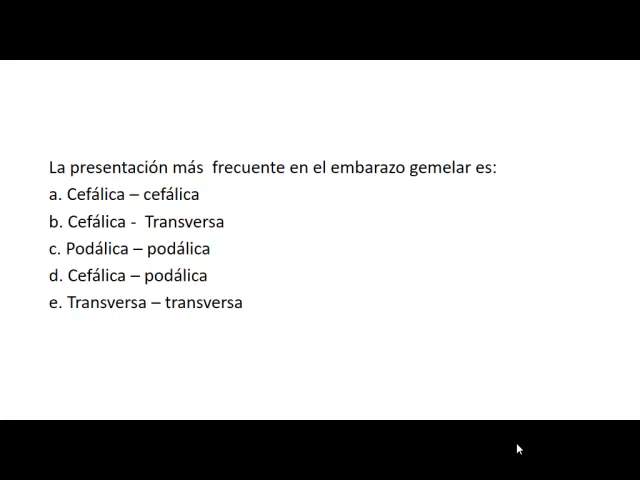 La presentación más  frecuente en el embarazo gemelar es:
a. Cefálica – cefálica
b. Cefálica -  Transversa
c. Podálica – podálica
d. Cefálica – podálica
e. Transversa – transversa